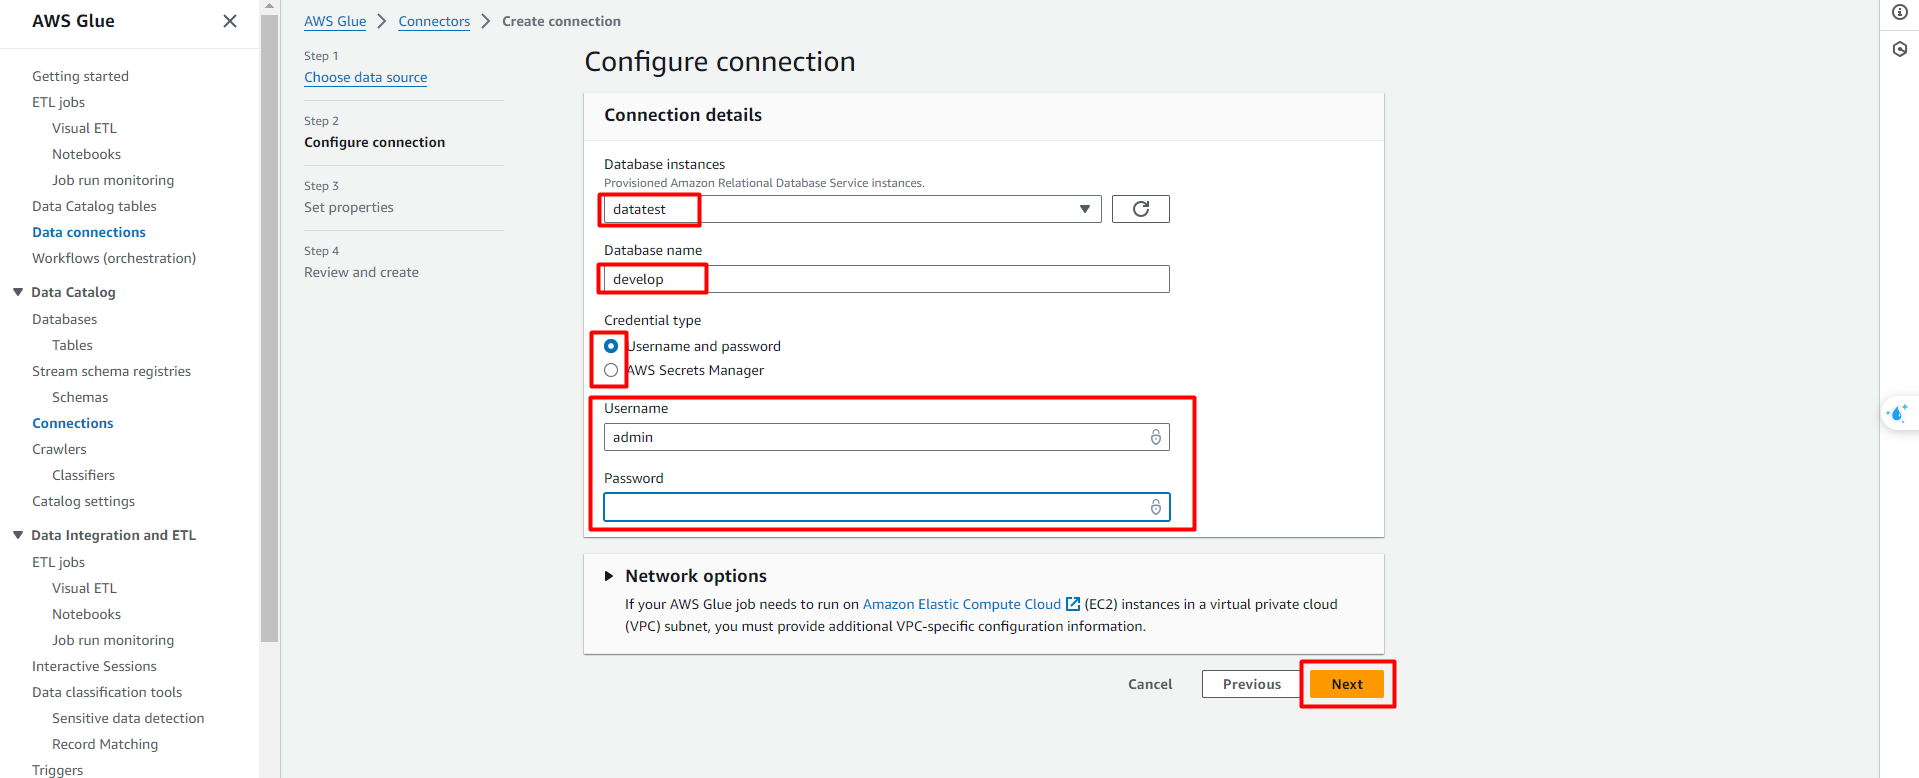 AWS Glue
Getting started
ETL jobs
Visual ETL
Notebooks
Job run monitoring
Data Catalog tables
Data connections
Workflows (orchestration)
Data Catalog
Databases
Tables
Stream schema registries
Schemas
Connections
Crawlers
Classifiers
Catalog settings
Data Integration and ETL
ETL jobs
Visual ETL
Notebooks
Job run monitoring
Interactive Sessions
Data classification tools
Sensitive data detection
Record Matching
Triggers
AWS Glue > Connectors > Create connection
Step 1
Choose data source
Step 2
Configure connection
Step 3
Set properties
Step 4
Review and create
Configure connection
Connection details
Database instances
Provisioned Amazon Relational Database Service instances.
datatest
Database name
develop
Credential type
Username and password
AWS Secrets Manager
Username
admin
Password
Network options
If your AWS Glue job needs to run on Amazon Elastic Compute Cloud (EC2) instances in a virtual private cloud
(VPC) subnet, you must provide additional VPC-specific configuration information.
Cancel Previous Next